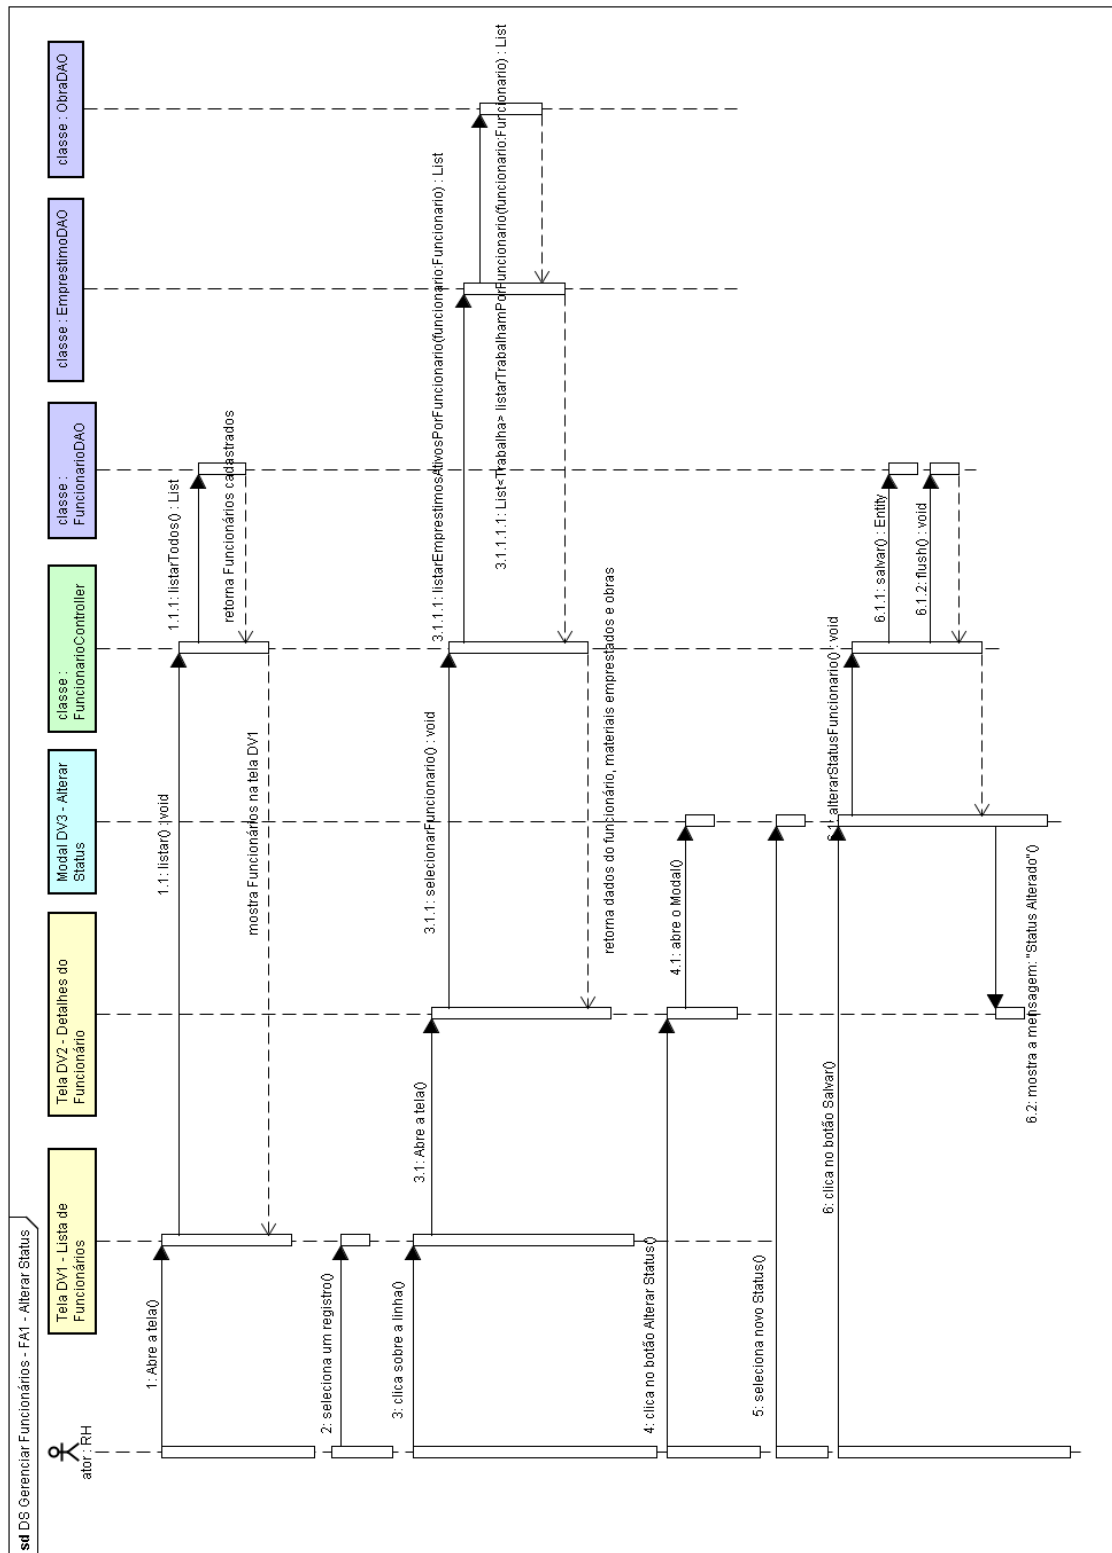 sd DS Gerenciar Funcionários - FA1 - Alterar Status
ator : RH
Tela DV1 - Lista de
Funcionários
Tela DV2 - Detalhes do
Funcionário
Modal DV3 - Alterar
Status
classe :
FuncionarioController
classe :
FuncionarioDAO
classe : EmprestimoDAO
classe : ObraDAO
1: Abre a tela()
1.1: listar() : void
1.1.1: listarTodos() : List
retorna Funcionários cadastrados
mostra Funcionários na tela DV1
2: seleciona um registro()
3: clica sobre a linha()
3.1: Abre a tela()
3.1.1: selecionarFuncionario() : void
3.1.1.1: listarEmprestimosAtivosPorFuncionario(funcionario:Funcionario) : List
3.1.1.1.1: List<Trabalha> listarTrabalhamPorFuncionario(funcionario:Funcionario) : List
retorna dados do funcionário, materiais emprestados e obras
4: clica no botão Alterar Status()
4.1: abre o Modal()
5: seleciona novo Status()
6: clica no botão Salvar()
6.1: alterarStatusFuncionario() : void
6.1.1: salvar() : Entity
6.1.2: flush() : void
6.2: mostra a mensagem: "Status Alterado"()